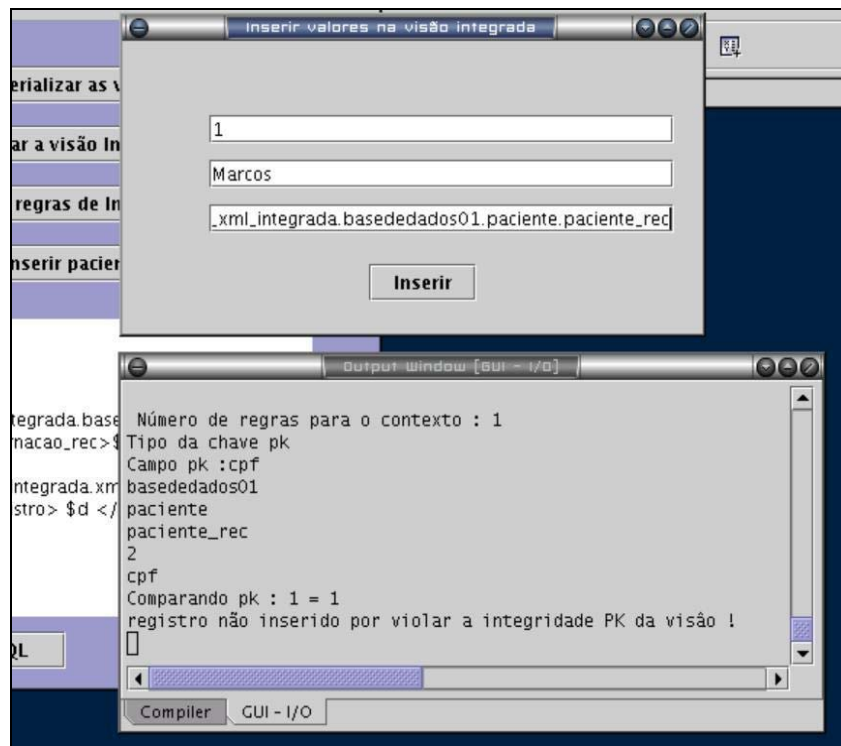 Inserir valores na visão integrada
erializar as v
ar a visão In
regras de In
nserir pacier
1
Marcos
_xml_integrada.basededados01.paciente.paciente_rec
Inserir
tegrada.base
nacao_rec>$
ntegrada.xm
stro> $d </
QL
Output Window [GUI - I/O]
Número de regras para o contexto : 1
Tipo da chave pk
Campo pk :cpf
basededados01
paciente
paciente_rec
2
cpf
Comparando pk : 1 = 1
registro não inserido por violar a integridade PK da visâo !
Compiler GUI - I/O